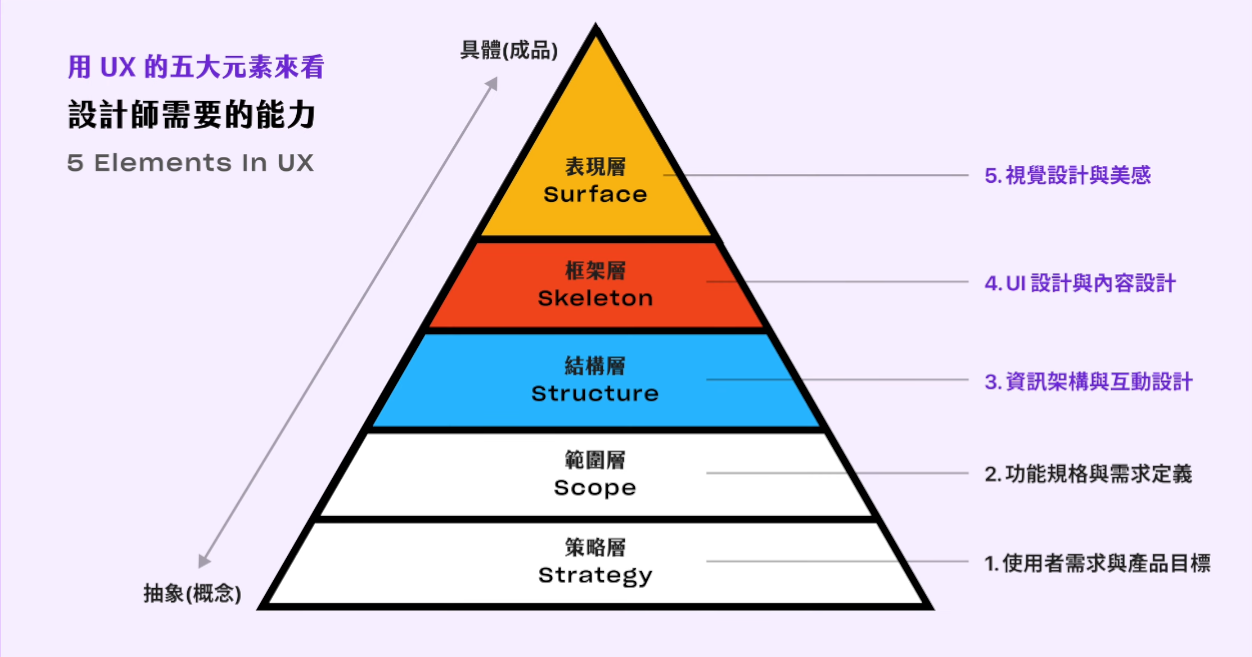 用 UX 的五大元素來看
設計師需要的能力
5 Elements In UX
具體(成品)
表現層
Surface
5.視覺設計與美感
框架層
Skeleton
4.UI 設計與內容設計
結構層
Structure
3.資訊架構與互動設計
範圍層
Scope
2.功能規格與需求定義
策略層
Strategy
1.使用者需求與產品目標
抽象(概念)